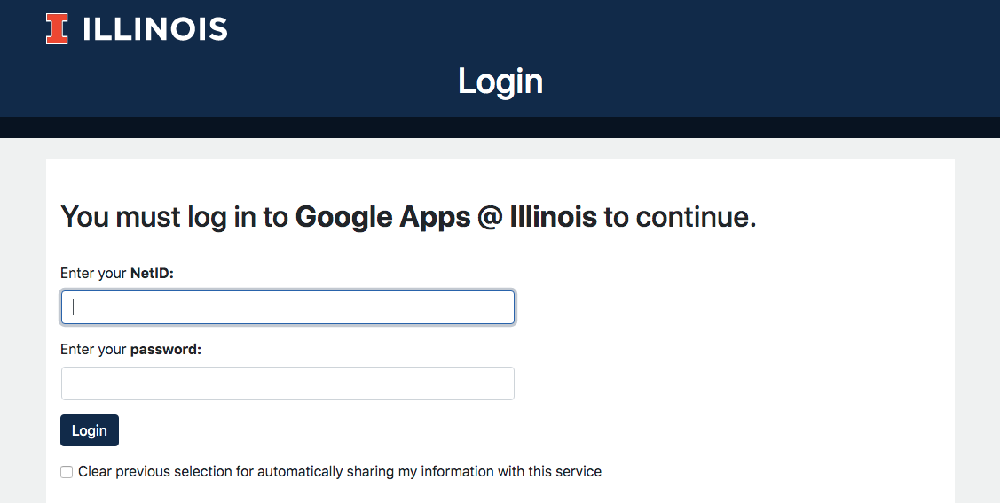 ILLINOIS
Login
You must log in to Google Apps @ Illinois to continue.
Enter your NetID:
Enter your password:
Login
Clear previous selection for automatically sharing my information with this service